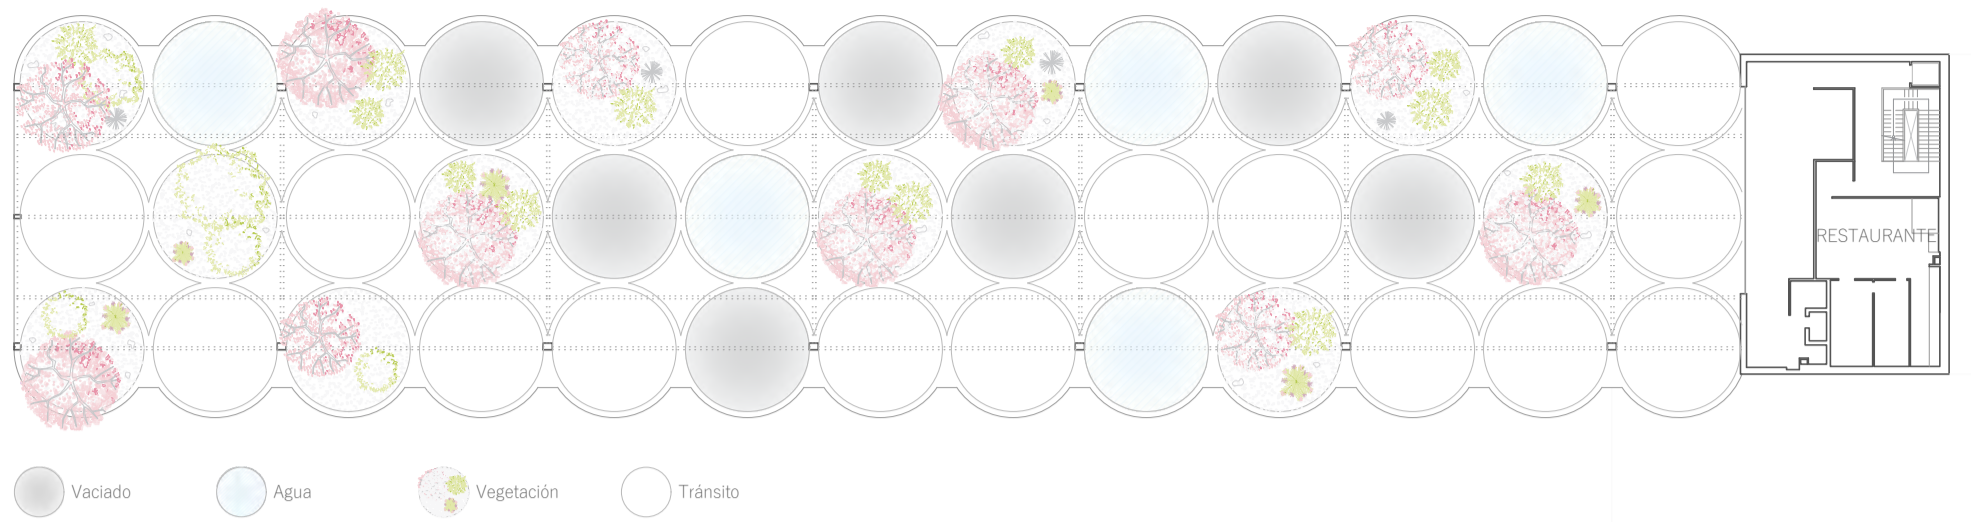 RESTAURANTE
Vaciado
Agua
Vegetación
Tránsito